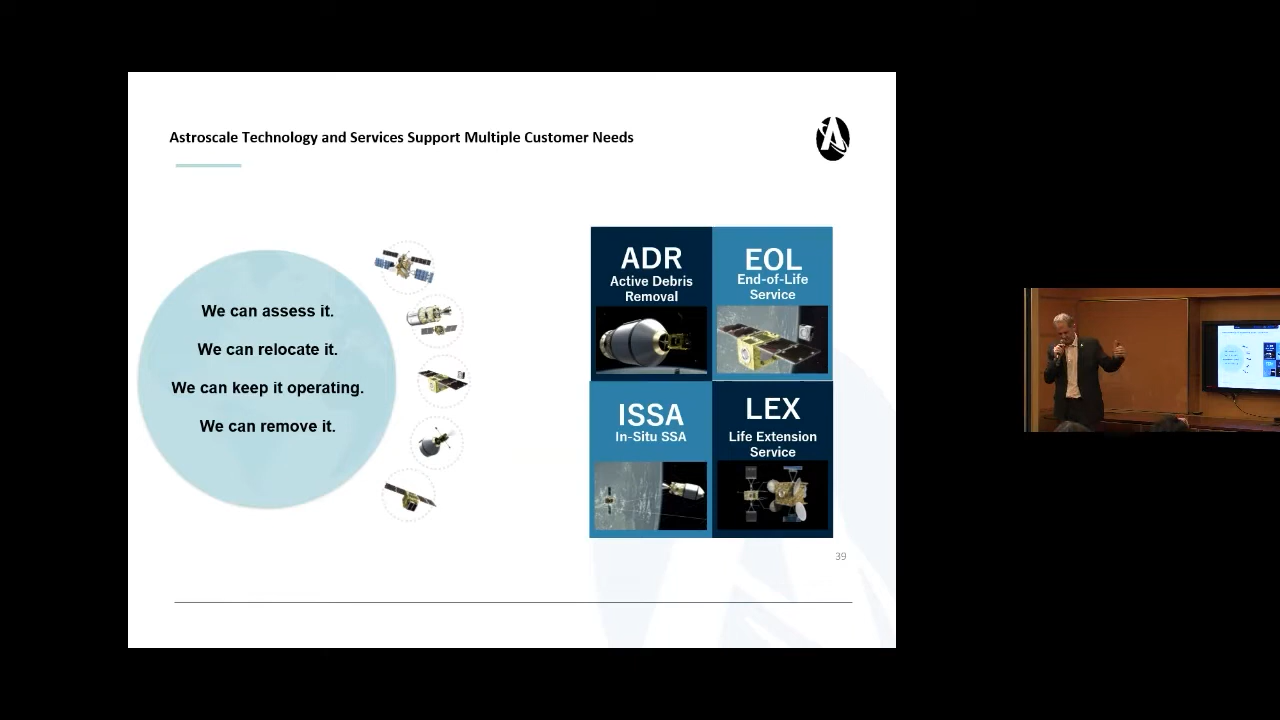 Astroscale Technology and Services Support Multiple Customer Needs
We can assess it.
We can relocate it.
We can keep it operating.
We can remove it.
ADR
Active Debris
Removal
EOL
End-of-Life
Service
ISSA
In-Situ SSA
LEX
Life Extension
Service
39